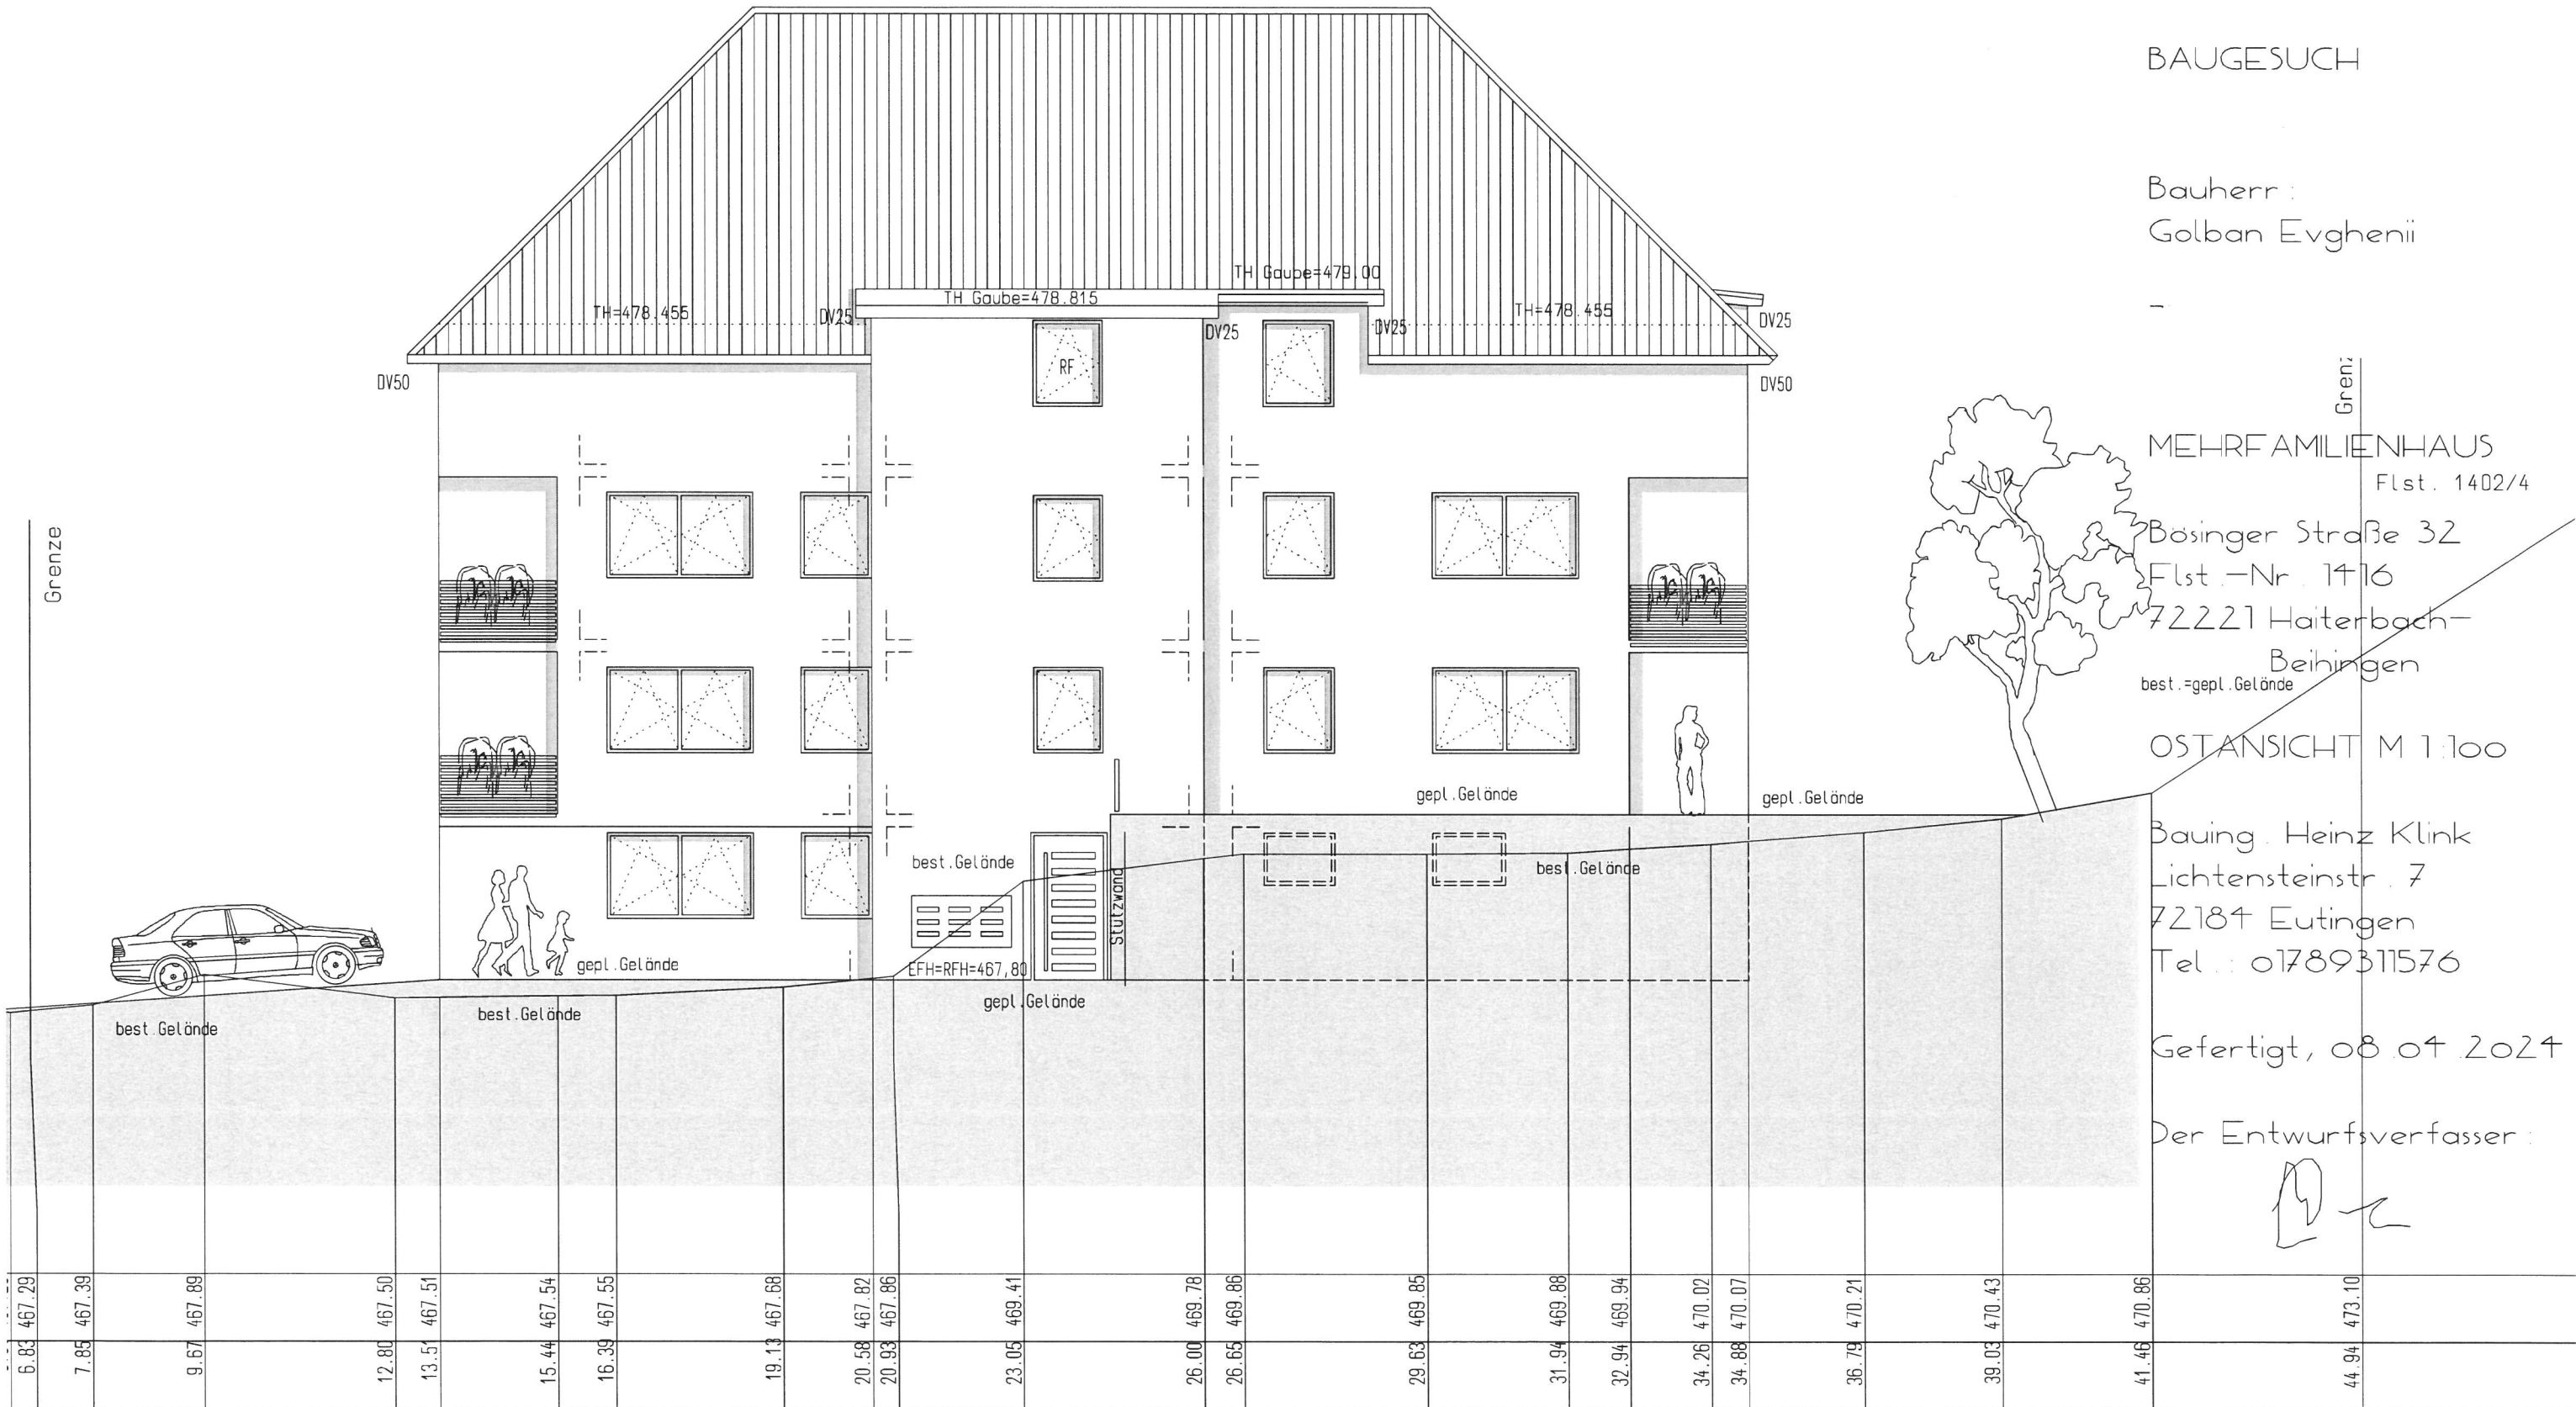 BAUGESUCH
Bauherr :
Golban Evghenii
–
MEHRFAMILIENHAUS
Flst. 1402/4
Bösinger Straße 32
Flst.-Nr. 1416
72221 Haiterbach-
Beihingen
best.=gepl.Gelände
OSTANSICHT M 1:100
Bauing. Heinz Klink
Lichtensteinstr. 7
72184 Eutingen
Tel.: 01789311576
Gefertigt, 08.04.2024
Der Entwurfsverfasser :
Grenze
TH Gaube=479.00
TH Gaube=478.815
TH=478.455
TH=478.455
DV25
DV25
DV25
DV25
RF
DV50
DV50
Grenz
gepl.Gelände
gepl.Gelände
best.Gelände
best.Gelände
Stützwand
gepl.Gelände
EFH=RFH=467,80
gepl.Gelände
best.Gelände
best.Gelände
467.29 467.39 467.89 467.50 467.51 467.54 467.55 467.68 467.82 467.86 469.41 469.78 469.86 469.85 469.88 469.94 470.02 470.07 470.21 470.43 470.86 473.10
6.83 7.85 9.67 12.80 13.51 15.44 16.39 19.13 20.58 20.93 23.05 26.00 26.65 29.63 31.94 32.94 34.26 34.88 36.79 39.03 41.46 44.94